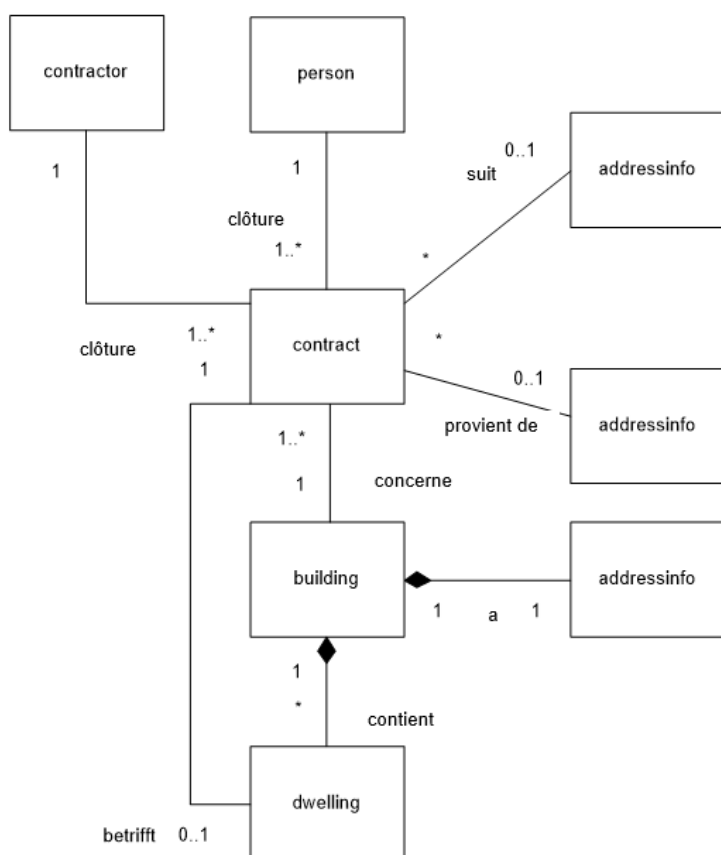 contractor
person
1
1
0..1
suit
addressinfo
clôture
1..*
*
1..*
clôture
1
contract
*
0..1
provient de
addressinfo
1..*
1
concerne
building
1
a
1
addressinfo
1
*
contient
dwelling
betrifft
0..1